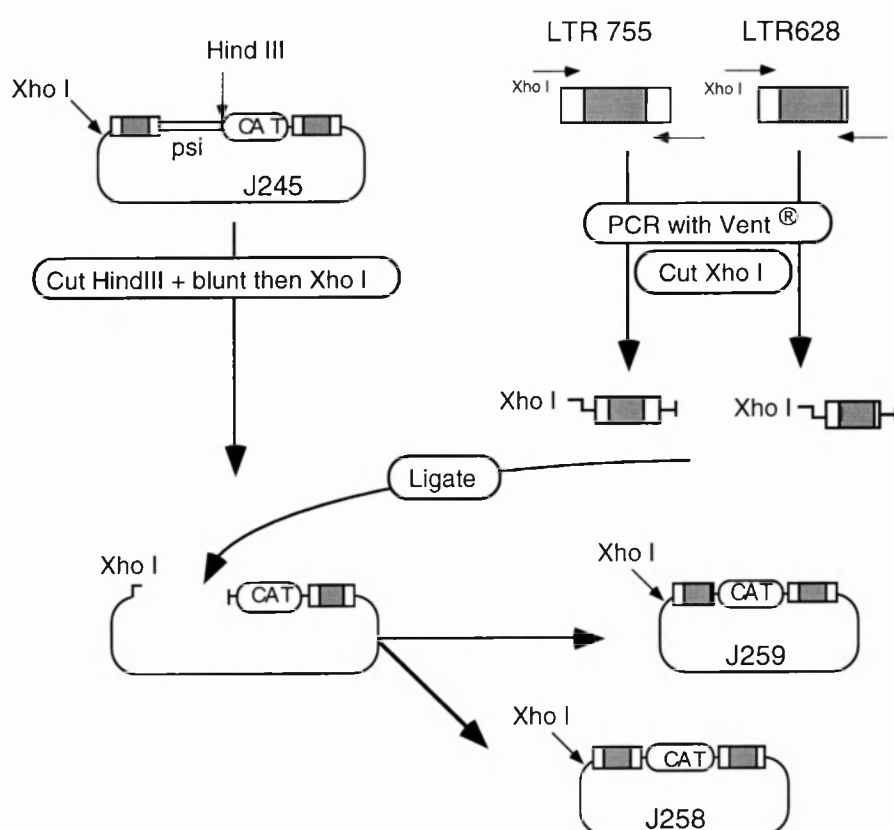 LTR 755
LTR628
Hind III
Xho I
Xho I
Xho I
CAT
psi
J245
PCR with Vent ®
Cut HindIII + blunt then Xho I
Cut Xho I
Xho I
Xho I
Ligate
Xho I
Xho I
CAT
CAT
J259
Xho I
CAT
J258